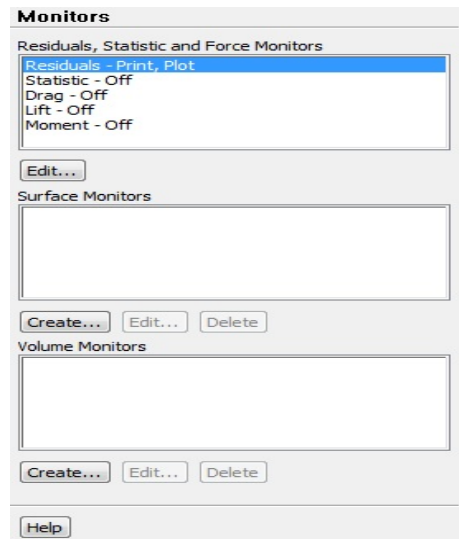 Monitors
Residuals, Statistic and Force Monitors
Residuals - Print, Plot
Statistic - Off
Drag - Off
Lift - Off
Moment - Off
Edit...
Surface Monitors
Create... Edit... Delete
Volume Monitors
Create... Edit... Delete
Help